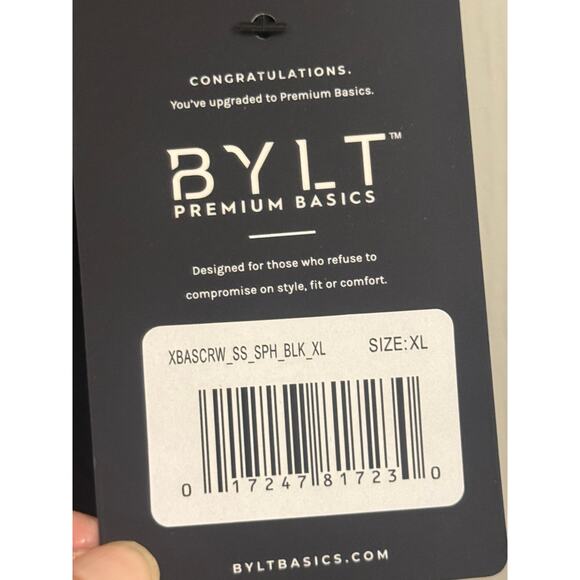 CONGRATULATIONS.
You've upgraded to Premium Basics.
BYLT™
PREMIUM BASICS
Designed for those who refuse to
compromise on style, fit or comfort.
XBASCRW_SS_SPH_BLK_XL SIZE:XL
0 17247 81723 0
BYLTBASICS.COM